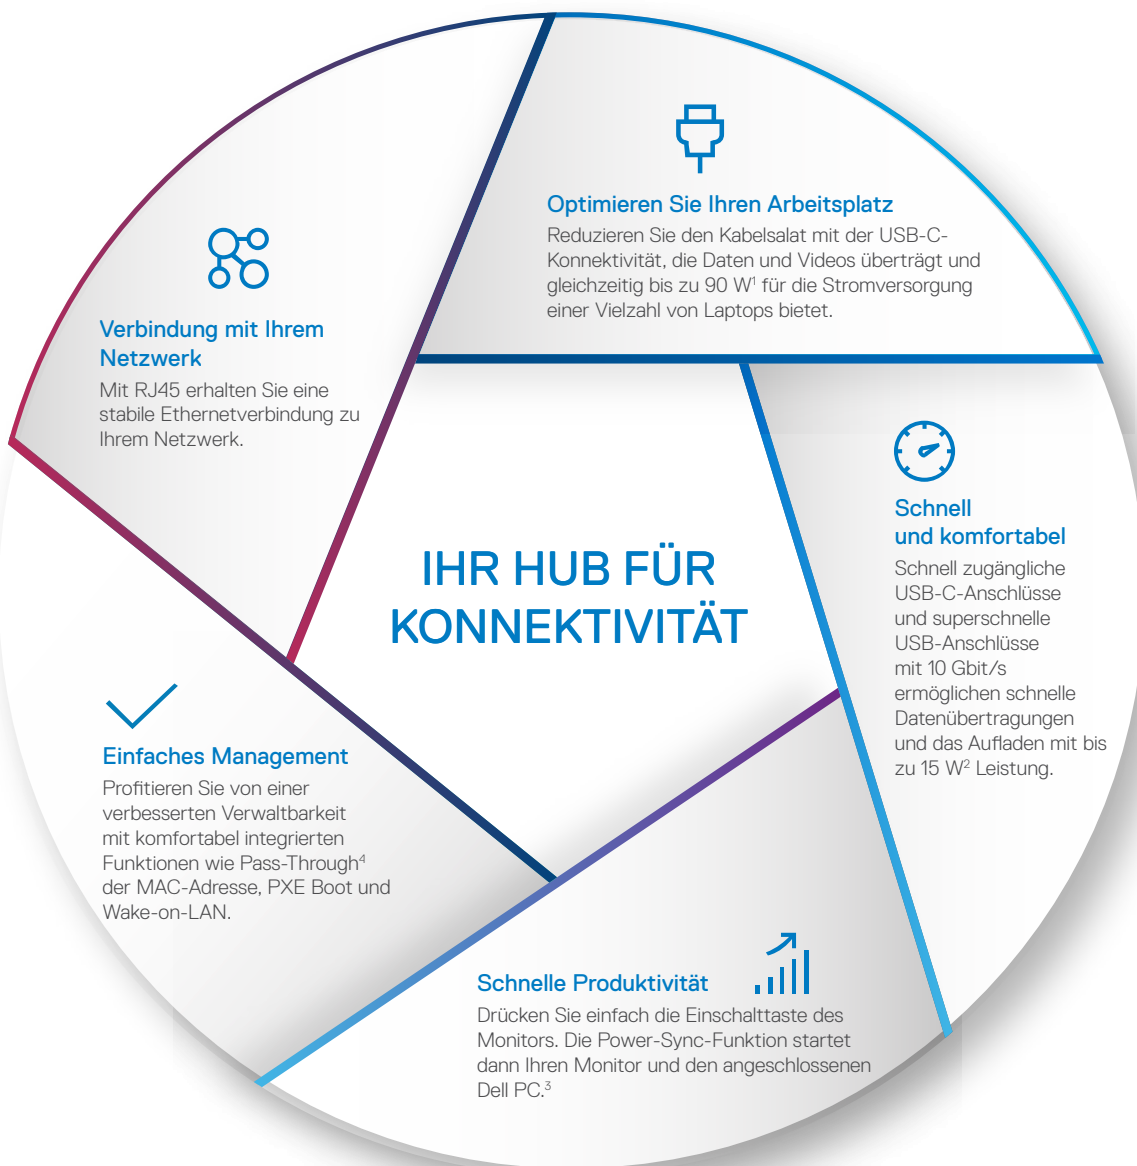 Optimieren Sie Ihren Arbeitsplatz
Reduzieren Sie den Kabelsalat mit der USB-C-
Konnektivität, die Daten und Videos überträgt und
gleichzeitig bis zu 90 W¹ für die Stromversorgung
einer Vielzahl von Laptops bietet.
Verbindung mit Ihrem
Netzwerk
Mit RJ45 erhalten Sie eine
stabile Ethernetverbindung zu
Ihrem Netzwerk.
Schnell
und komfortabel
Schnell zugängliche
USB-C-Anschlüsse
und superschnelle
USB-Anschlüsse
mit 10 Gbit/s
ermöglichen schnelle
Datenübertragungen
und das Aufladen mit bis
zu 15 W² Leistung.
IHR HUB FÜR
KONNEKTIVITÄT
Einfaches Management
Profitieren Sie von einer
verbesserten Verwaltbarkeit
mit komfortabel integrierten
Funktionen wie Pass-Through⁴
der MAC-Adresse, PXE Boot und
Wake-on-LAN.
Schnelle Produktivität
Drücken Sie einfach die Einschalttaste des
Monitors. Die Power-Sync-Funktion startet
dann Ihren Monitor und den angeschlossenen
Dell PC.³